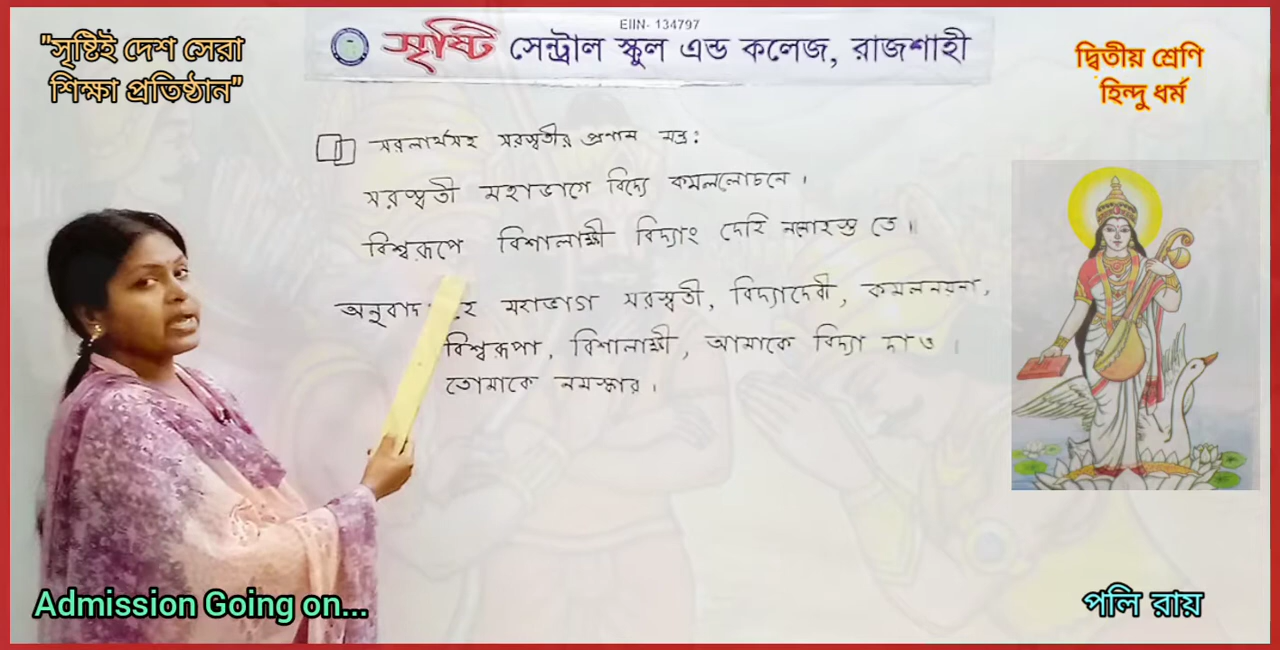 "সৃষ্টিই দেশ সেরা
শিক্ষা প্রতিষ্ঠান"
EIIN- 134797
সৃষ্টি সেন্ট্রাল স্কুল এন্ড কলেজ, রাজশাহী
দ্বিতীয় শ্রেণি
হিন্দু ধর্ম
সরলার্থসহ সরস্বতীর প্রণাম মন্ত্র:
সরস্বতী মহাভাগে বিদ্যে কমললোচনে।
বিশ্বরূপে বিশালাক্ষী বিদ্যাং দেহি নমোহস্তু তে।
অনুবাদ হে মহাভাগা সরস্বতী, বিদ্যাদেবী, কমলনয়না,
বিশ্বরূপা, বিশালাক্ষী, আমাকে বিদ্যা দাও।
তোমাকে নমস্কার।
Admission Going on...
পলি রায়